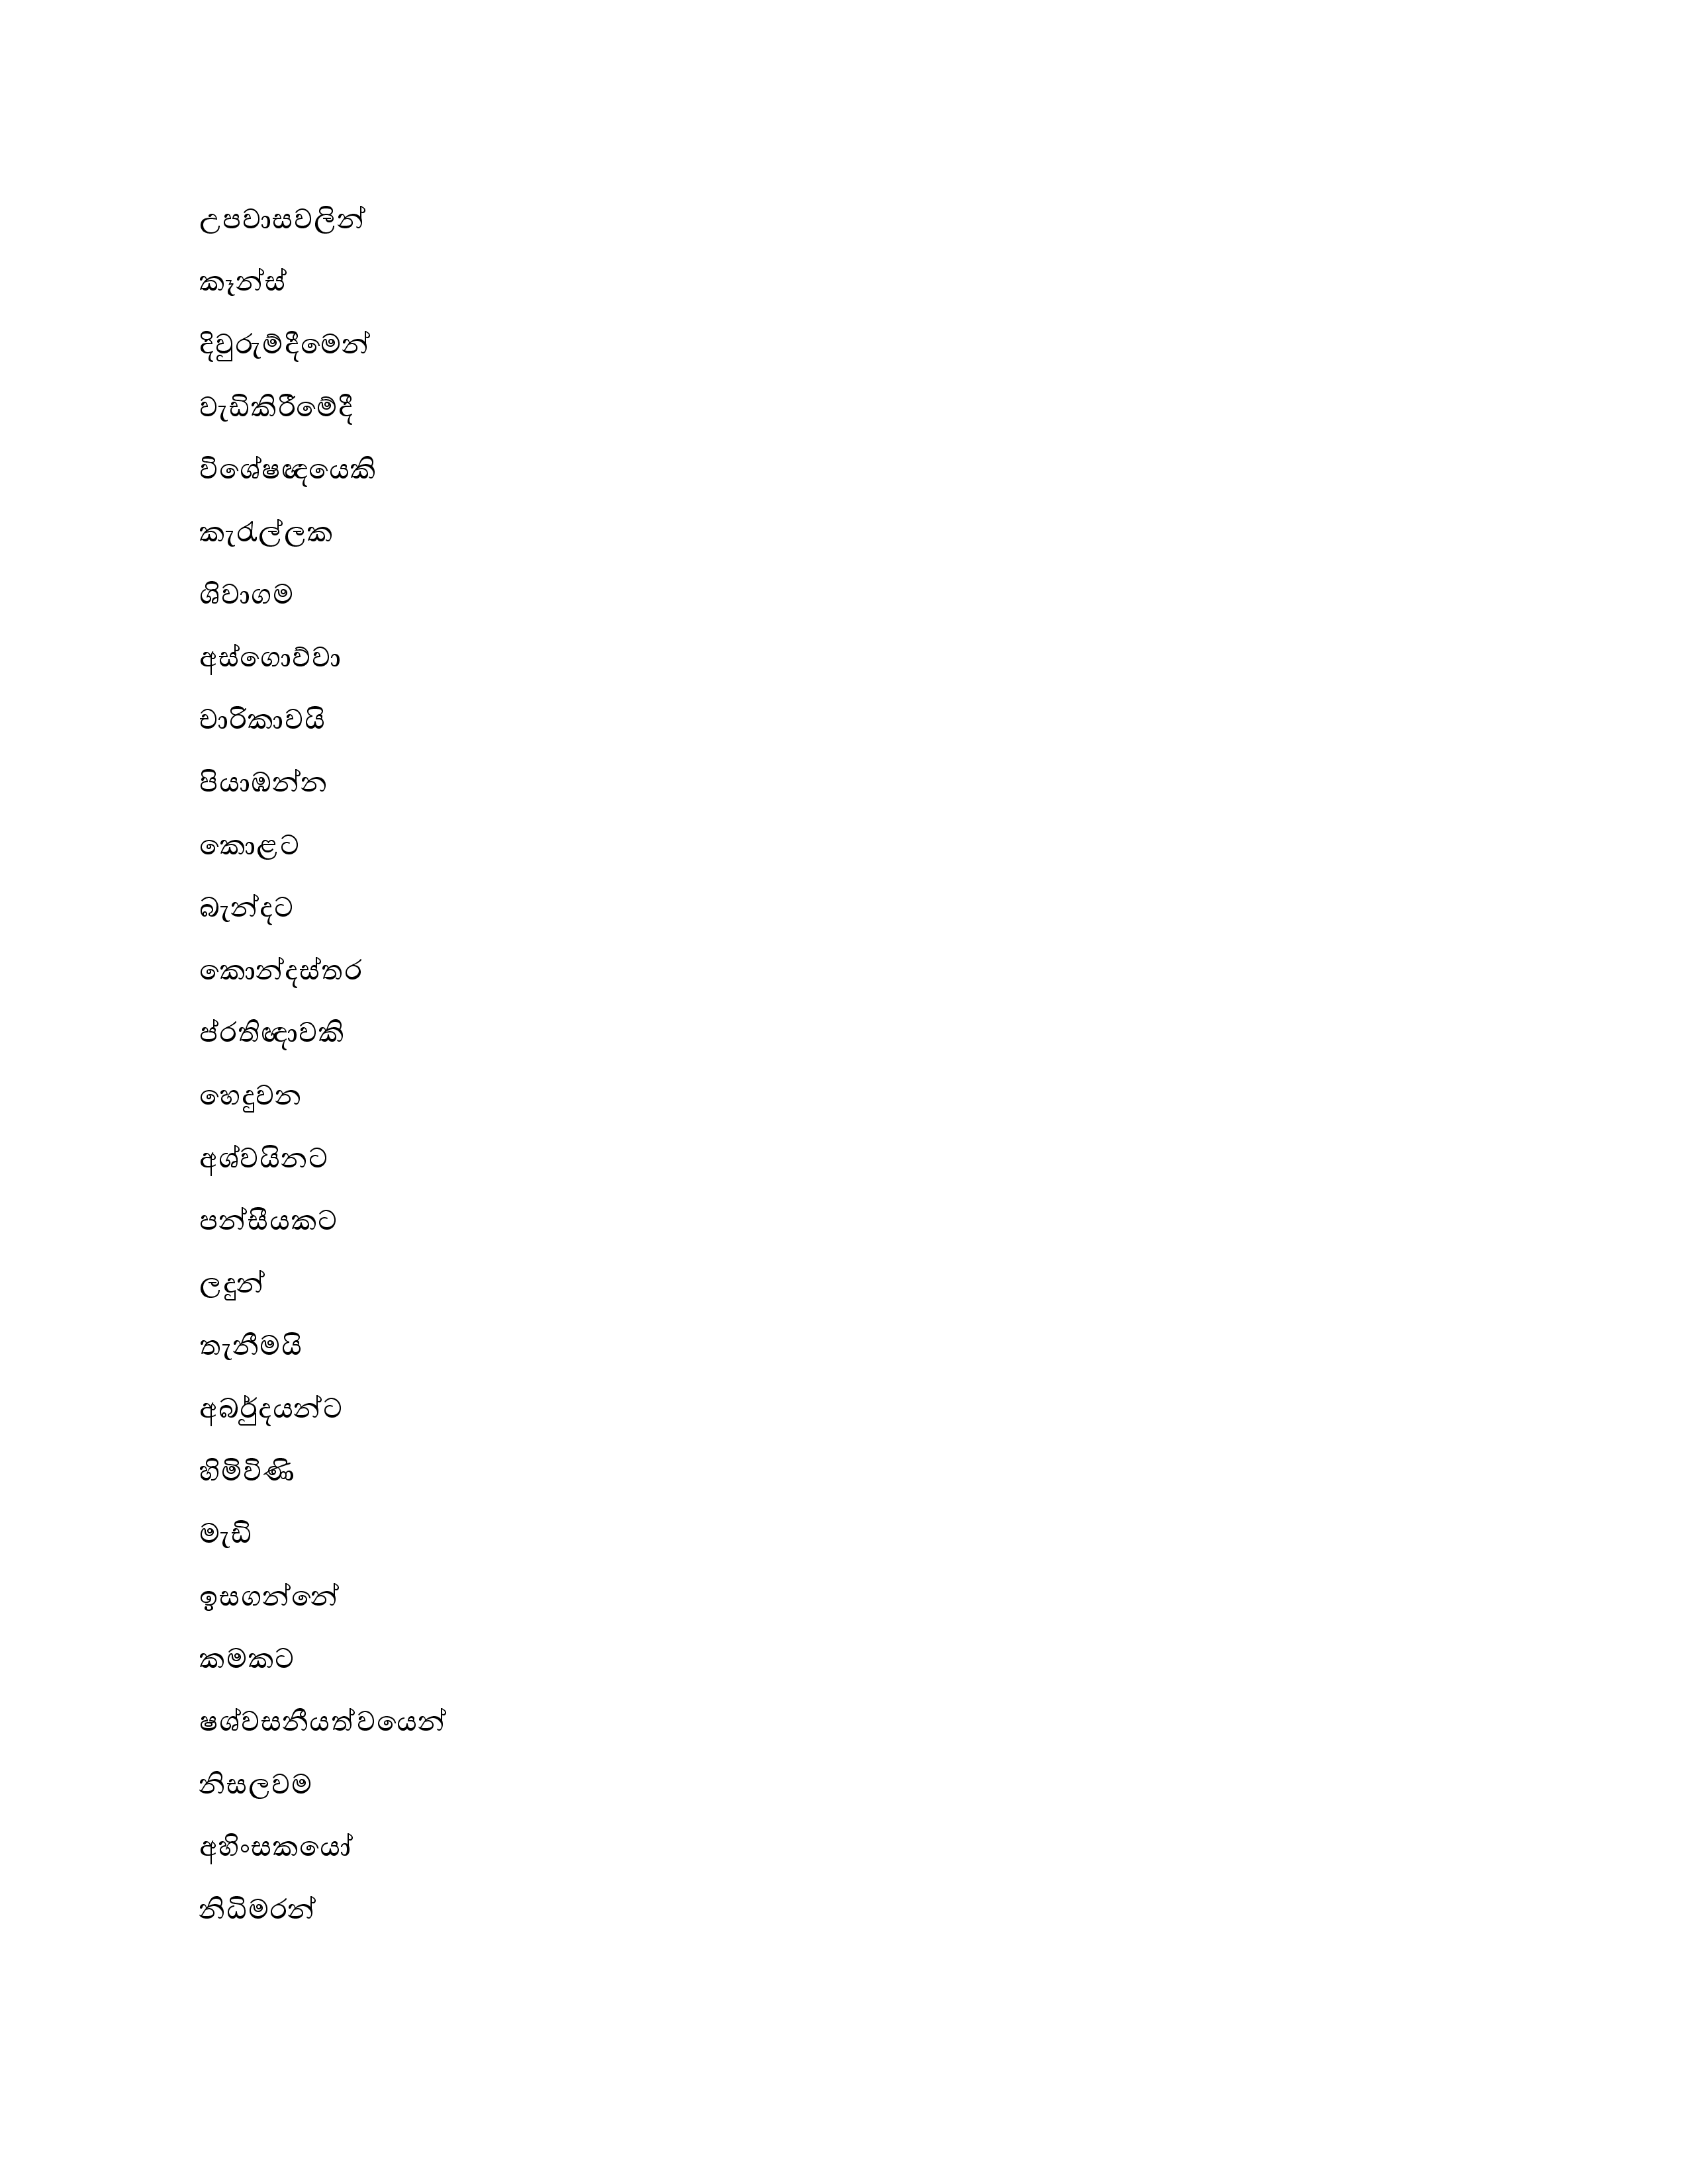 උපවාසවලින්
කෑන්ස්
දිවුරුම්දීමෙන්
වැඩිකිරීමේදී
විශේෂඥයෙකි
කැරැල්ලක
ශිවාගම
අස්ගොව්වා
චාරිකාවයි
පියාඹන්න
කොළට
බැන්දට
කොන්දස්තර
ප්රතිඥාවකි
හෙදුවන
අශ්වයිනට
පන්සීයකට
ලදුන්
තැනීමයි
අබර්ුදයන්ට
හිමිවිණි
මැඩි
ඉසගන්නේ
කමකට
ෂශ්වසනීයත්වයෙන්
නිසලවම
අහිංසකයෝ
නිධිමරන්